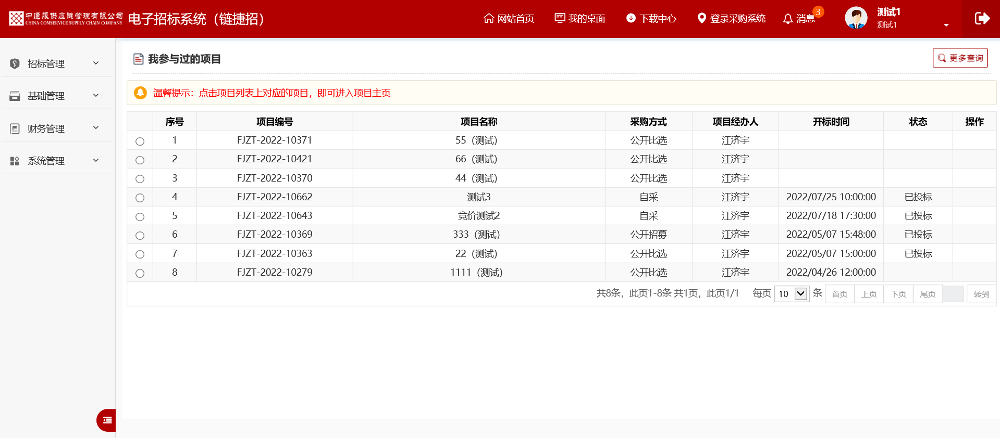 中通服供应链管理有限公司
CHINA COMSERVICE SUPPLY CHAIN COMPANY
电子招标系统（链捷招）
网站首页 我的桌面 下载中心 登录采购系统 消息 3
测试1
测试1
招标管理
基础管理
财务管理
系统管理
我参与过的项目
更多查询
温馨提示：点击项目列表上对应的项目，即可进入项目主页
序号 项目编号 项目名称 采购方式 项目经办人 开标时间 状态 操作
1 FJZT-2022-10371 55（测试） 公开比选 江济宇
2 FJZT-2022-10421 66（测试） 公开比选 江济宇
3 FJZT-2022-10370 44（测试） 公开比选 江济宇
4 FJZT-2022-10662 测试3 自采 江济宇 2022/07/25 10:00:00 已投标
5 FJZT-2022-10643 竞价测试2 自采 江济宇 2022/07/18 17:30:00 已投标
6 FJZT-2022-10369 333（测试） 公开招募 江济宇 2022/05/07 15:48:00 已投标
7 FJZT-2022-10363 22（测试） 公开比选 江济宇 2022/05/07 15:00:00 已投标
8 FJZT-2022-10279 1111（测试） 公开比选 江济宇 2022/04/26 12:00:00
共8条，此页1-8条 共1页，此页1/1 每页 10 条 首页 上页 下页 尾页 转到